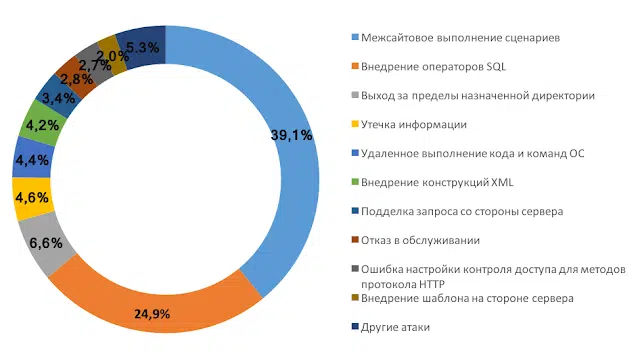 39,1%
24,9%
6,6%
4,6%
4,4%
4,2%
3,4%
2,8%
2,7%
2,0%
5.3%
Межсайтовое выполнение сценариев
Внедрение операторов SQL
Выход за пределы назначенной директории
Утечка информации
Удаленное выполнение кода и команд ОС
Внедрение конструкций XML
Подделка запроса со стороны сервера
Отказ в обслуживании
Ошибка настройки контроля доступа для методов
протокола HTTP
Внедрение шаблона на стороне сервера
Другие атаки